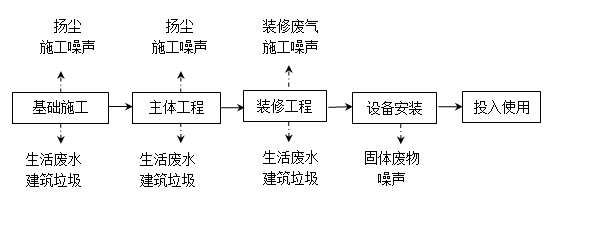 扬尘
施工噪声
扬尘
施工噪声
装修废气
施工噪声
基础施工
主体工程
装修工程
设备安装
投入使用
生活废水
建筑垃圾
生活废水
建筑垃圾
生活废水
建筑垃圾
固体废物
噪声